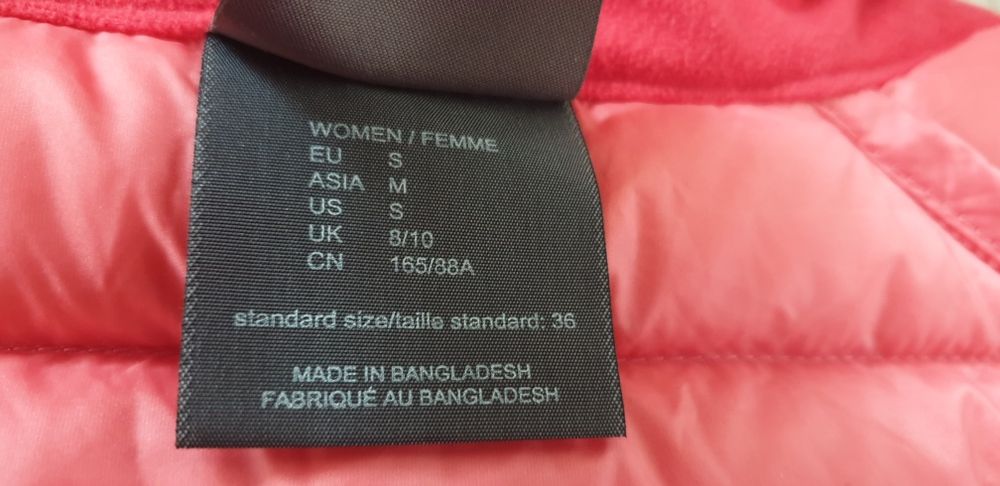 WOMEN / FEMME
EU S
ASIA M
US S
UK 8/10
CN 165/88A
standard size/taille standard: 36
MADE IN BANGLADESH
FABRIQUÉ AU BANGLADESH